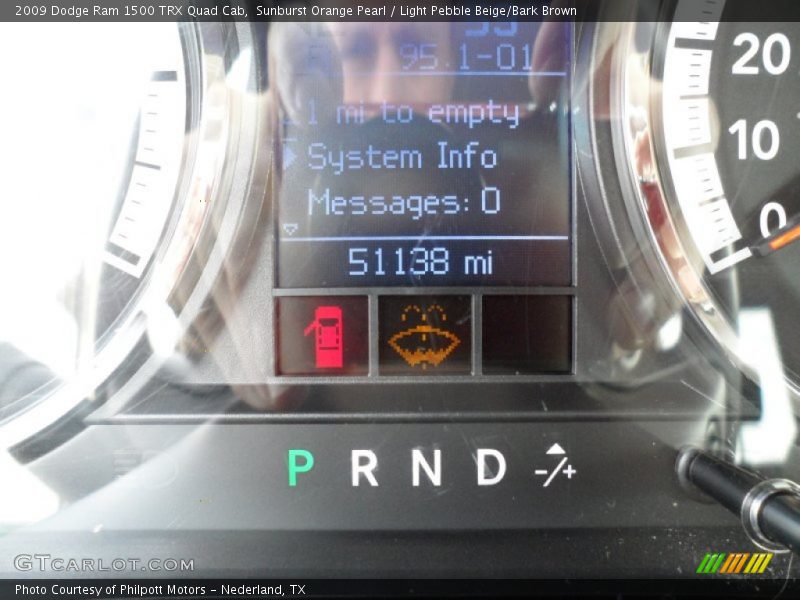 2009 Dodge Ram 1500 TRX Quad Cab, Sunburst Orange Pearl / Light Pebble Beige/Bark Brown
95.1-01
1 mi to empty
System Info
Messages: 0
51138 mi
20
10
0
P R N D -/+
GTCARLOT.COM
Photo Courtesy of Philpott Motors - Nederland, TX